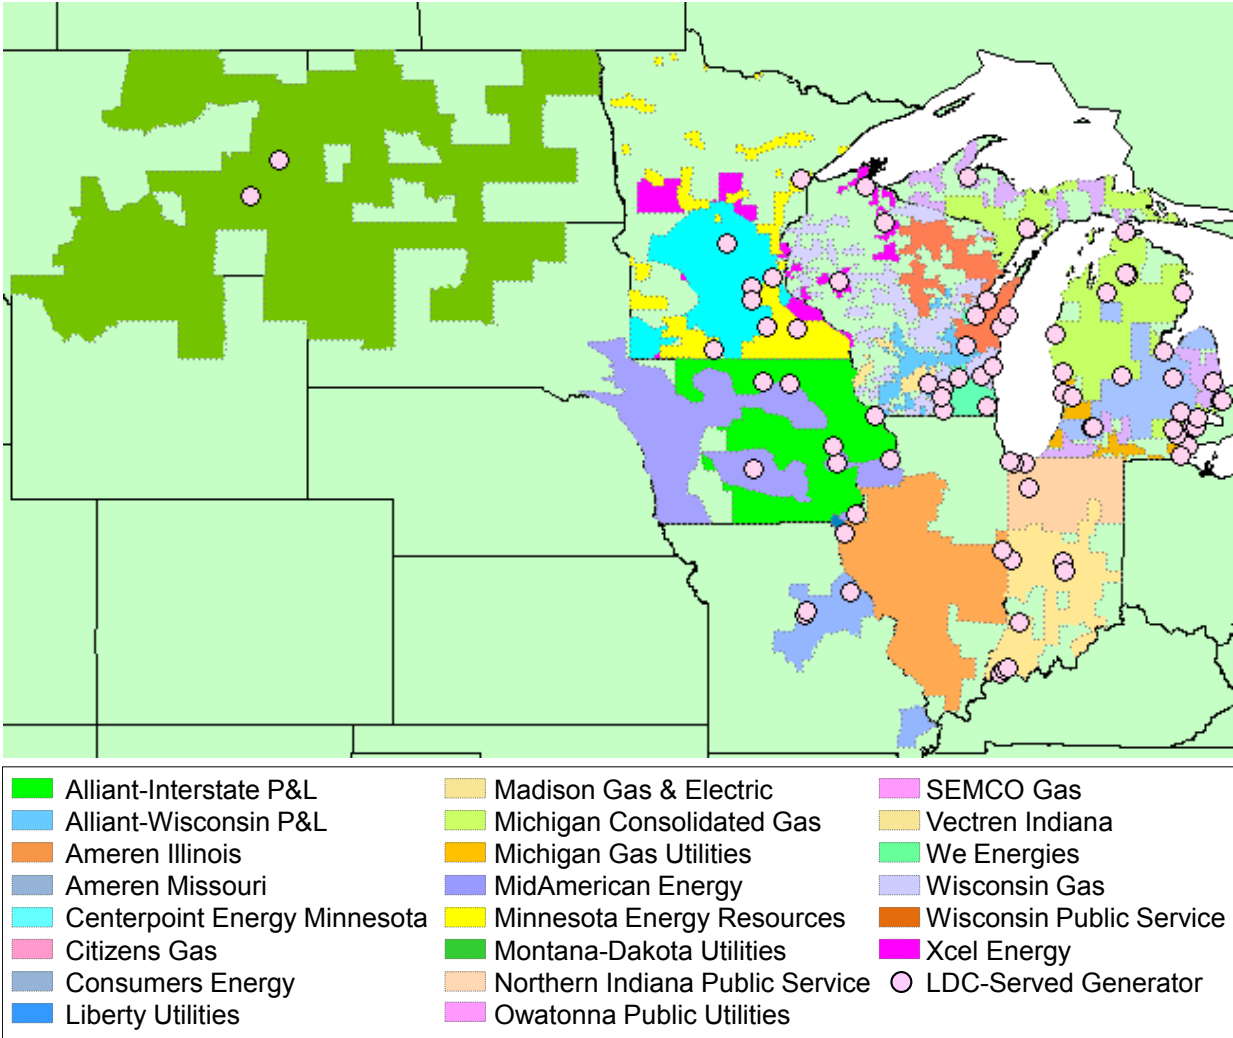 Alliant-Interstate P&L
Alliant-Wisconsin P&L
Ameren Illinois
Ameren Missouri
Centerpoint Energy Minnesota
Citizens Gas
Consumers Energy
Liberty Utilities
Madison Gas & Electric
Michigan Consolidated Gas
Michigan Gas Utilities
MidAmerican Energy
Minnesota Energy Resources
Montana-Dakota Utilities
Northern Indiana Public Service
Owatonna Public Utilities
SEMCO Gas
Vectren Indiana
We Energies
Wisconsin Gas
Wisconsin Public Service
Xcel Energy
LDC-Served Generator